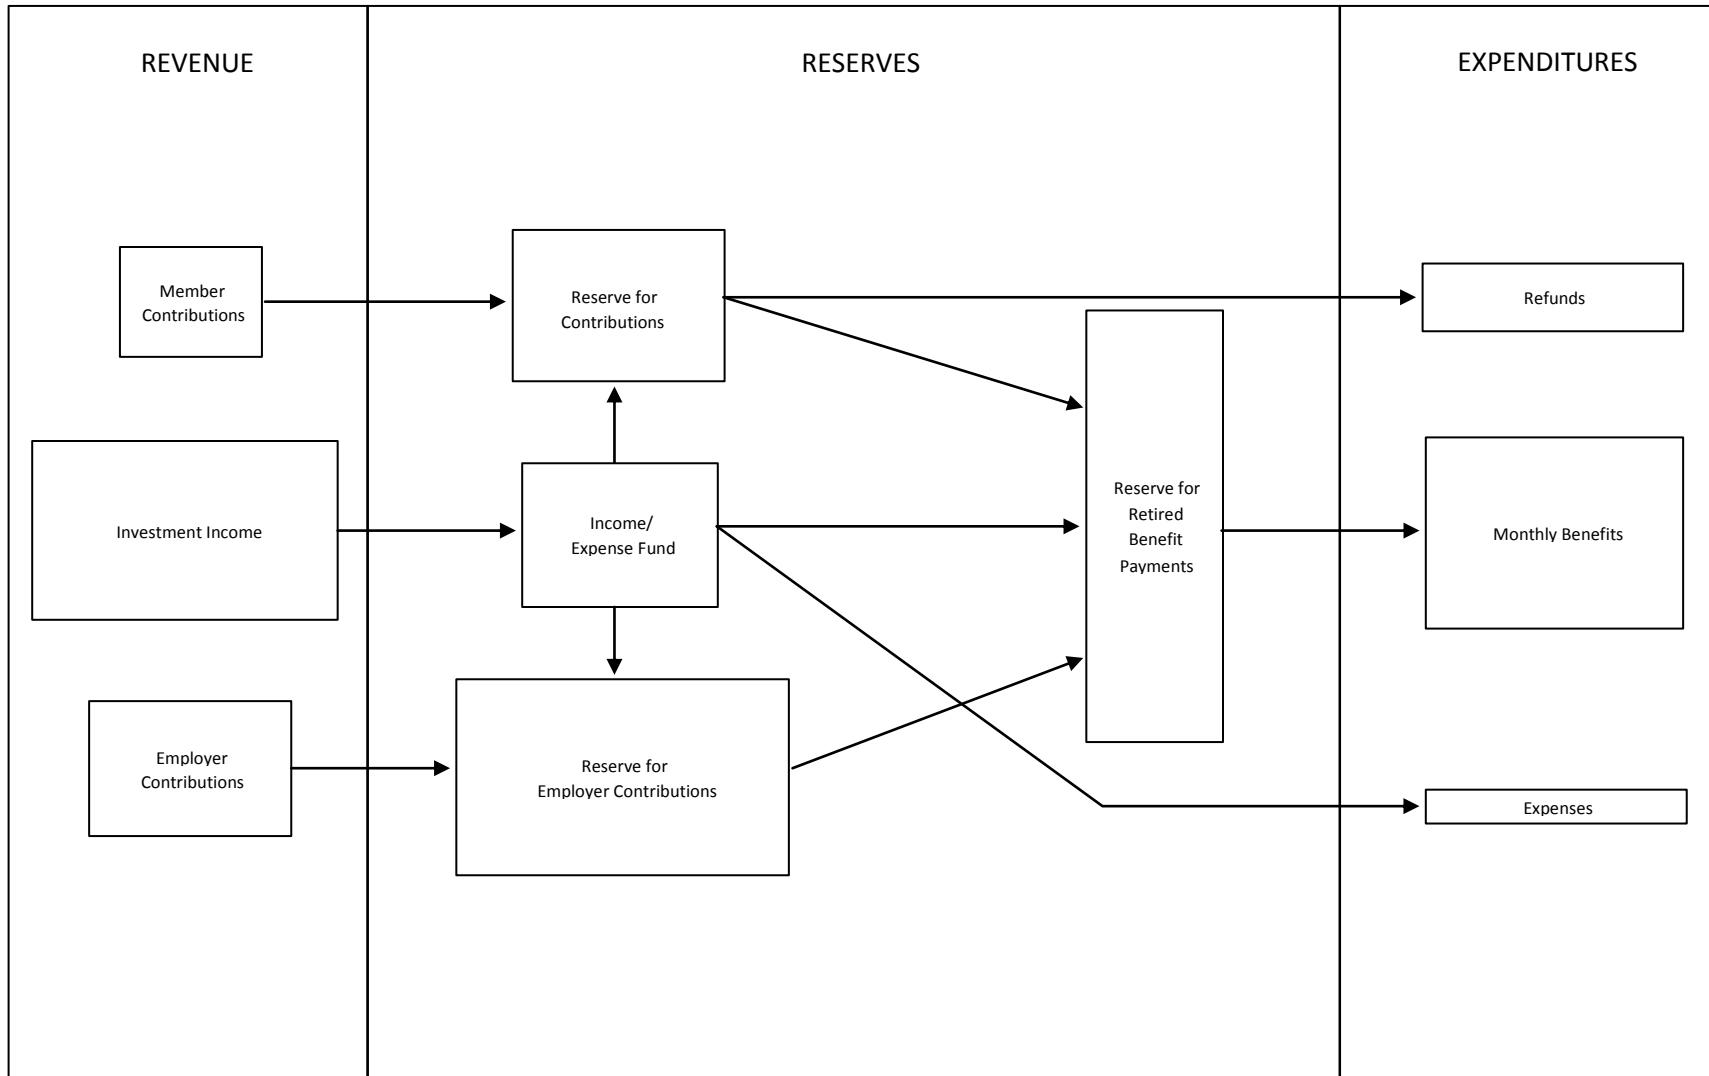 REVENUE
RESERVES
EXPENDITURES
Member
Contributions
Reserve for
Contributions
Refunds
Investment Income
Income/
Expense Fund
Reserve for
Retired
Benefit
Payments
Monthly Benefits
Employer
Contributions
Reserve for
Employer Contributions
Expenses